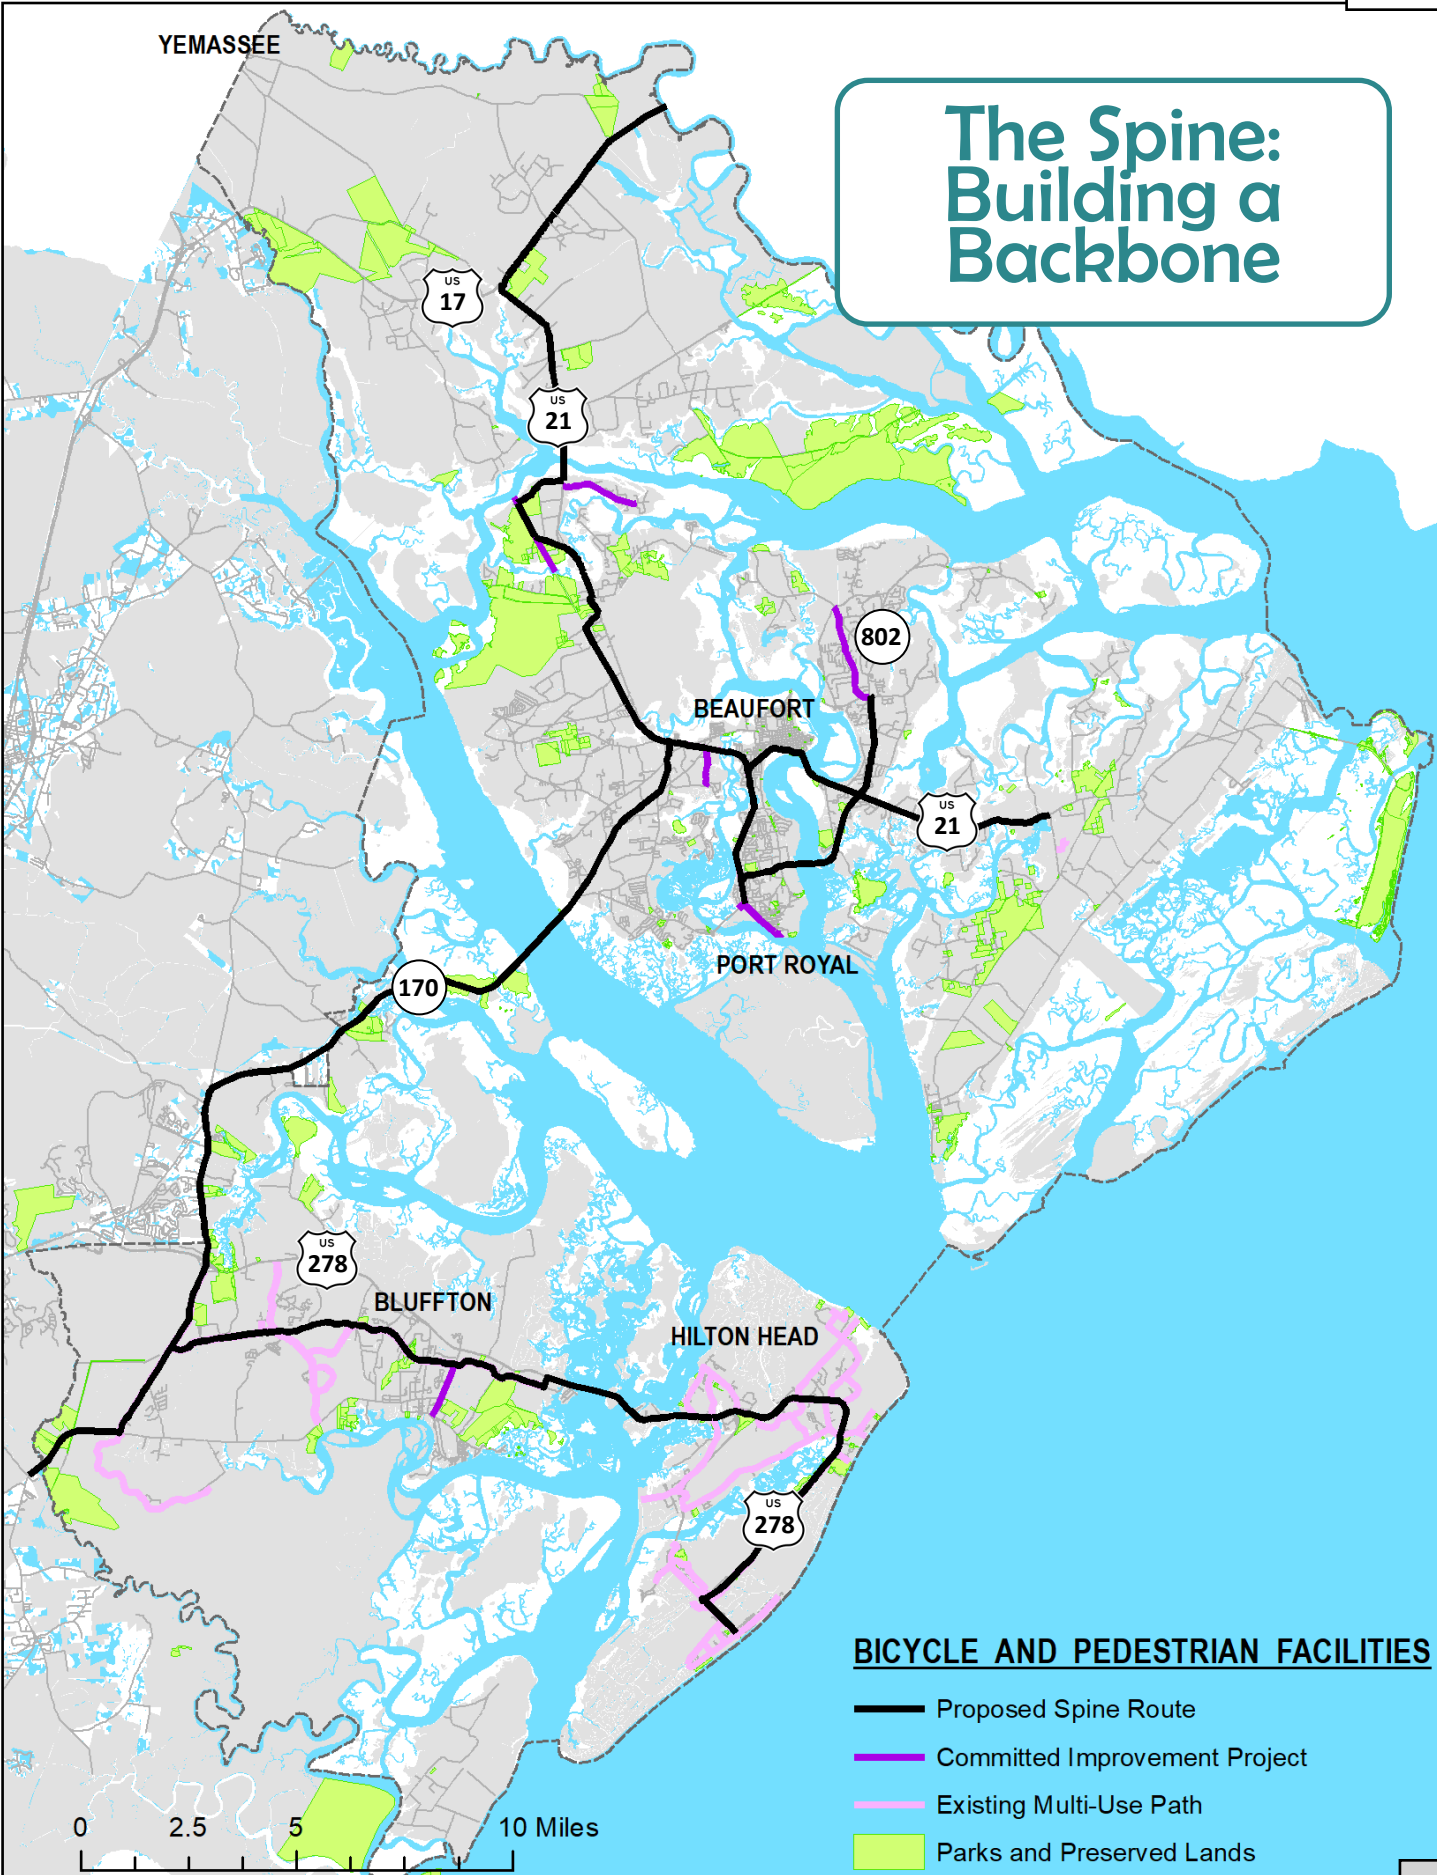 YEMASSEE
The Spine:
Building a
Backbone
US
17
US
21
802
BEAUFORT
US
21
PORT ROYAL
170
US
278
BLUFFTON
HILTON HEAD
US
278
BICYCLE AND PEDESTRIAN FACILITIES
Proposed Spine Route
Committed Improvement Project
Existing Multi-Use Path
Parks and Preserved Lands
0 2.5 5 10 Miles